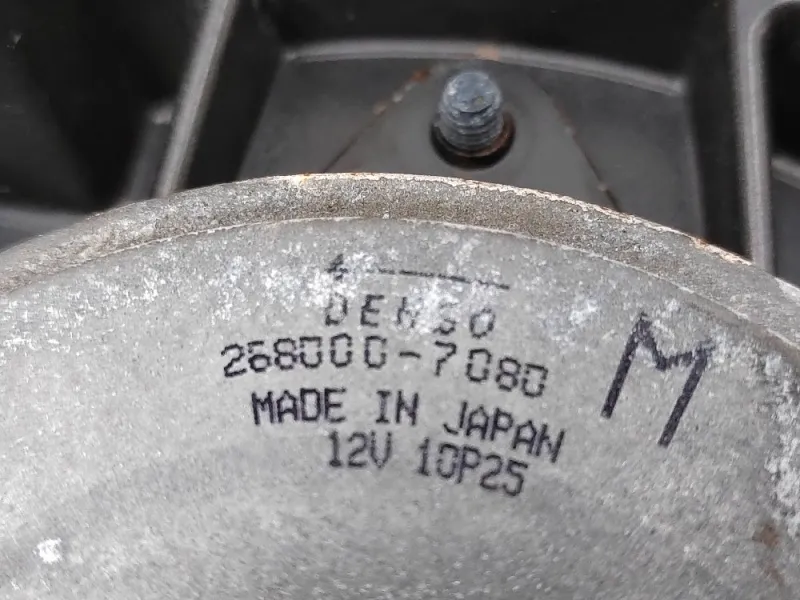 DENSO
268000-7080
M
MADE IN JAPAN
12V 10P25